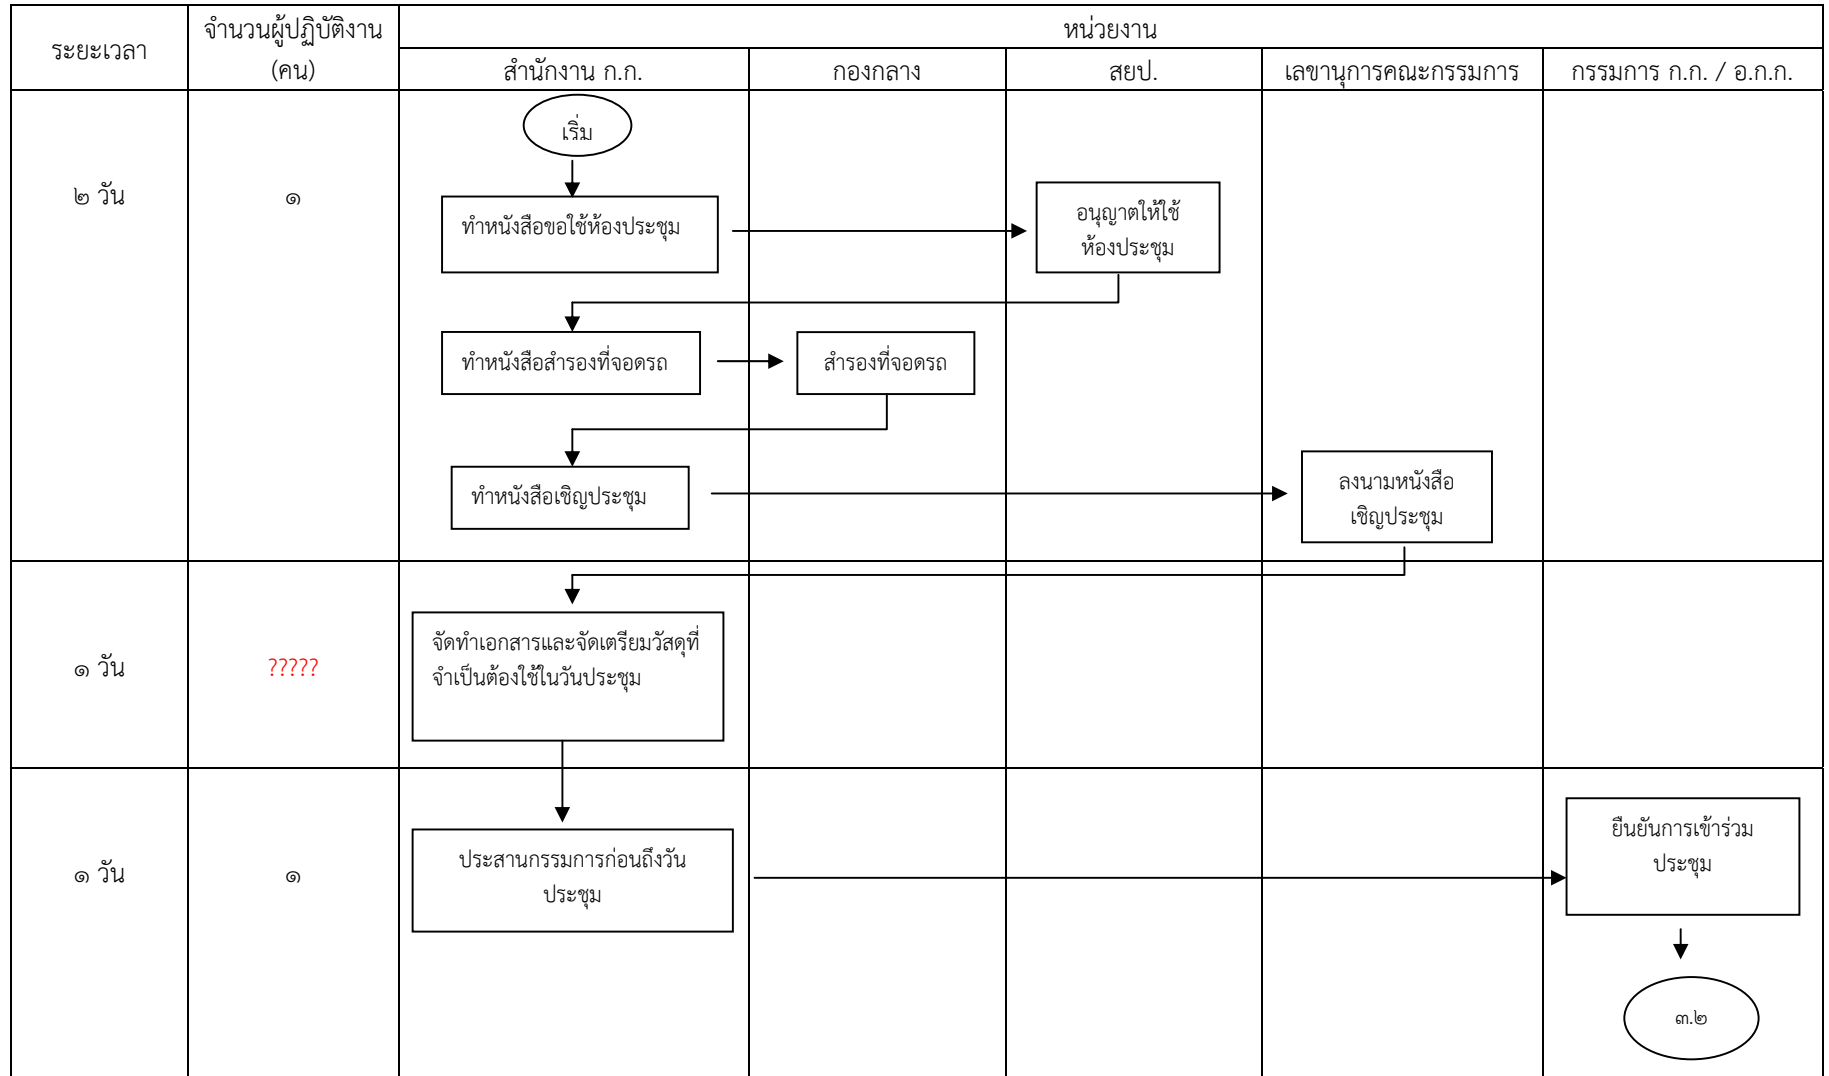 ระยะเวลา
จำนวนผู้ปฏิบัติงาน
(คน)
หน่วยงาน
สำนักงาน ก.ก.
กองกลาง
สยป.
เลขานุการคณะกรรมการ
กรรมการ ก.ก. / อ.ก.ก.
เริ่ม
๒ วัน
๑
ทำหนังสือขอใช้ห้องประชุม
อนุญาตให้ใช้
ห้องประชุม
ทำหนังสือสำรองที่จอดรถ
สำรองที่จอดรถ
ทำหนังสือเชิญประชุม
ลงนามหนังสือ
เชิญประชุม
๑ วัน
?????
จัดทำเอกสารและจัดเตรียมวัสดุที่
จำเป็นต้องใช้ในวันประชุม
๑ วัน
๑
ประสานกรรมการก่อนถึงวัน
ประชุม
ยืนยันการเข้าร่วม
ประชุม
๓.๒